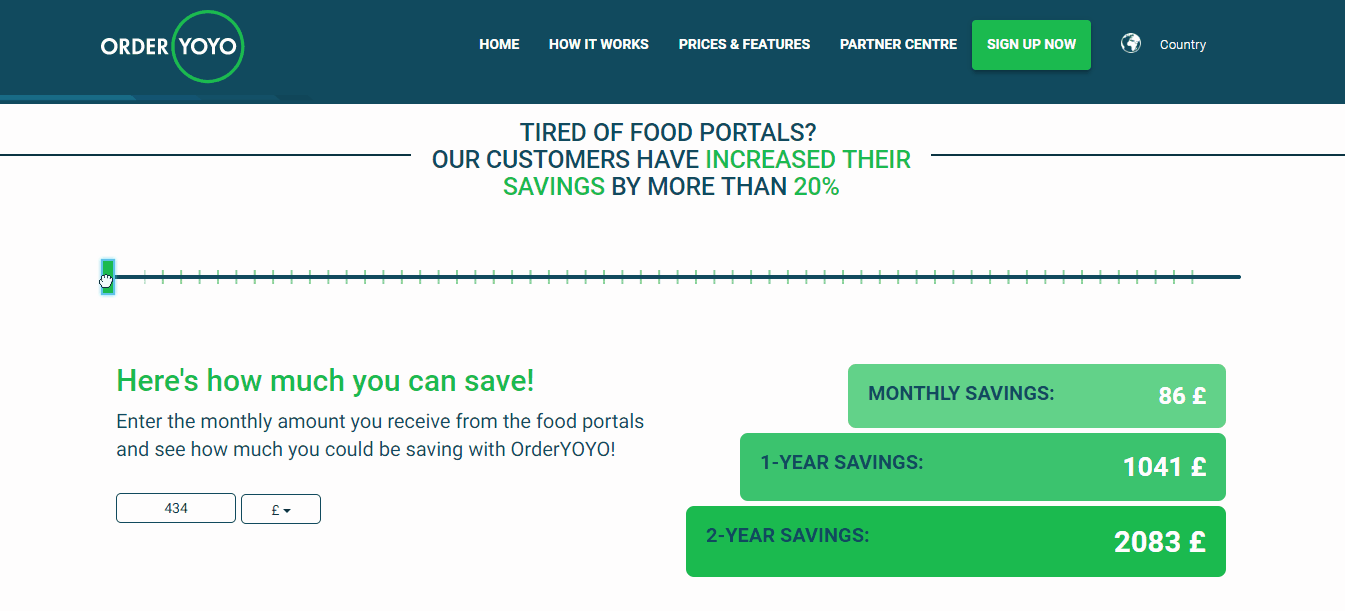 ORDER YOYO
HOME HOW IT WORKS PRICES & FEATURES PARTNER CENTRE SIGN UP NOW Country
TIRED OF FOOD PORTALS?
OUR CUSTOMERS HAVE INCREASED THEIR
SAVINGS BY MORE THAN 20%
Here's how much you can save!
Enter the monthly amount you receive from the food portals
and see how much you could be saving with OrderYOYO!
434 £
MONTHLY SAVINGS: 86 £
1-YEAR SAVINGS: 1041 £
2-YEAR SAVINGS: 2083 £